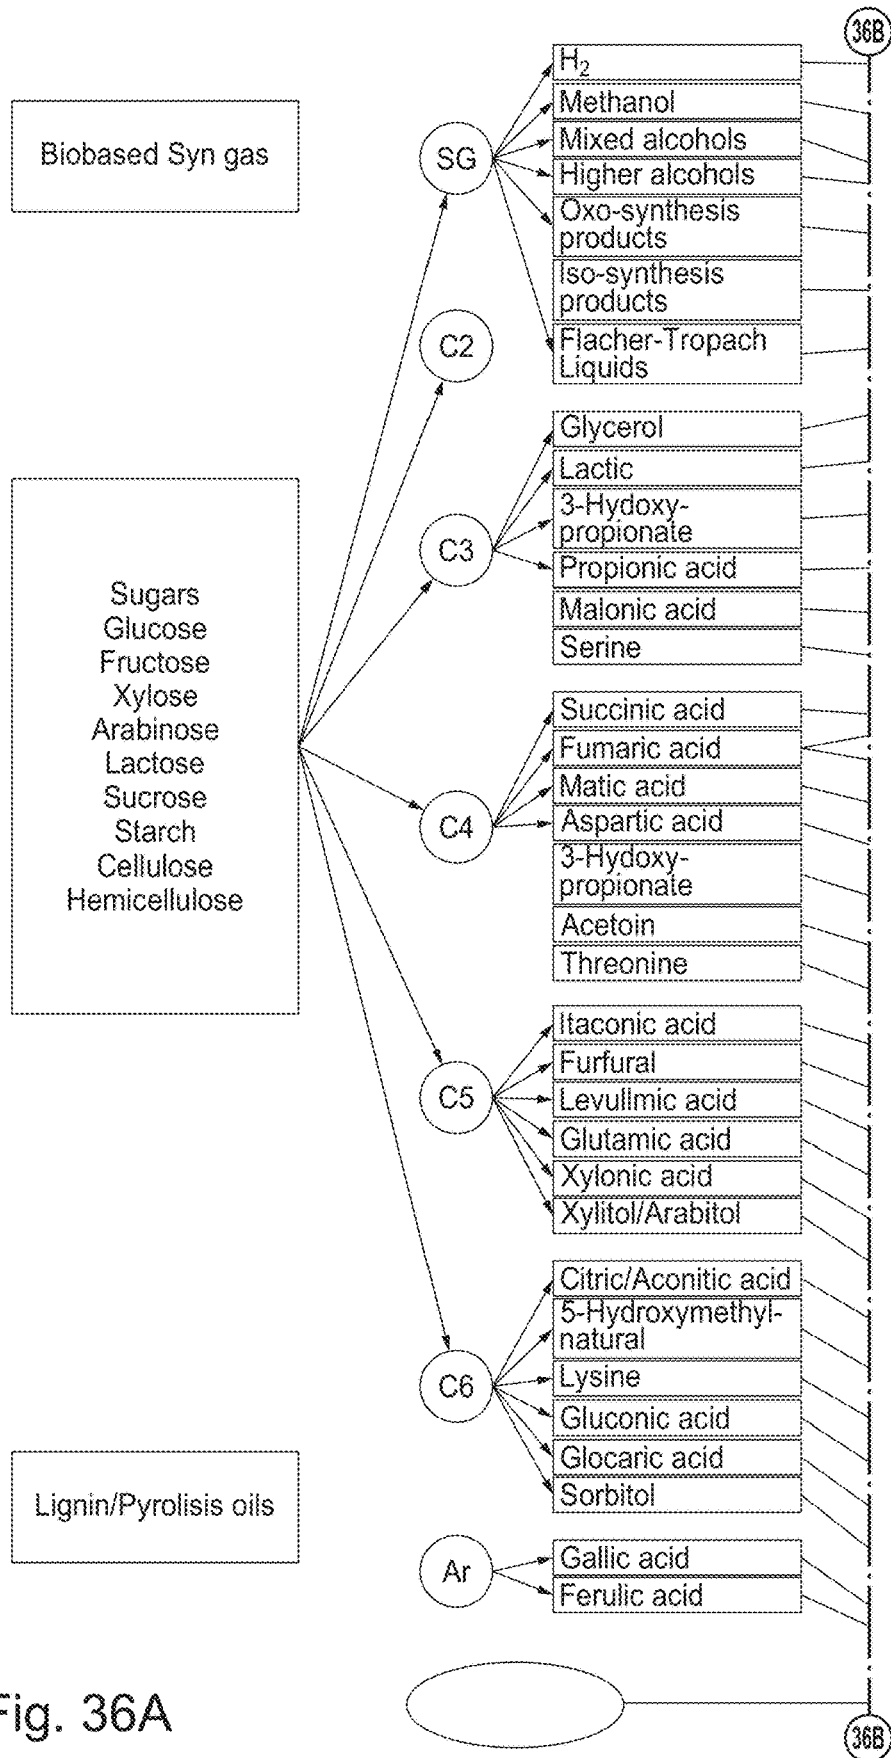 36B
Biobased Syn gas
SG
H₂
Methanol
Mixed alcohols
Higher alcohols
Oxo-synthesis
products
Iso-synthesis
products
Flacher-Tropach
Liquids
C2
Sugars
Glucose
Fructose
Xylose
Arabinose
Lactose
Sucrose
Starch
Cellulose
Hemicellulose
C3
Glycerol
Lactic
3-Hydoxy-
propionate
Propionic acid
Malonic acid
Serine
C4
Succinic acid
Fumaric acid
Matic acid
Aspartic acid
3-Hydoxy-
propionate
Acetoin
Threonine
C5
Itaconic acid
Furfural
Levullmic acid
Glutamic acid
Xylonic acid
Xylitol/Arabitol
C6
Citric/Aconitic acid
5-Hydroxymethyl-
natural
Lysine
Gluconic acid
Glocaric acid
Sorbitol
Lignin/Pyrolisis oils
Ar
Gallic acid
Ferulic acid
Fig. 36A
36B